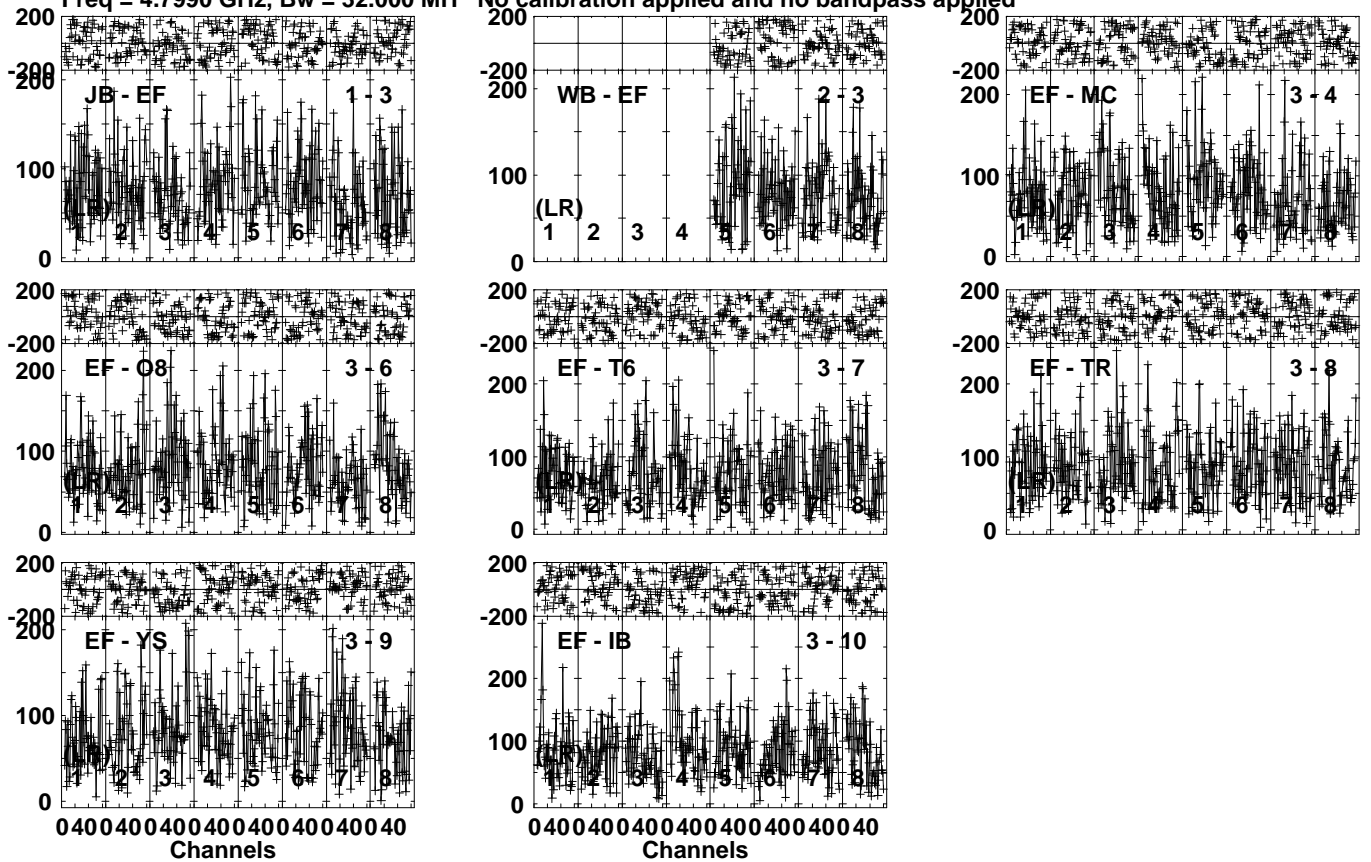 Freq = 4.7990 GHz, Bw = 32.000 MH No calibration applied and no bandpass applied
200 200 200
-200 -200 -200
200 200 200
JB - EF 1 - 3 WB - EF 2 - 3 EF - MC 3 - 4
100 100 100
(LR) (LR) (LR)
1 2 3 4 5 6 7 8 1 2 3 4 5 6 7 8 1 2 3 4 5 6 7 8
0 0 0
200 200 200
-200 -200 -200
EF - O8 3 - 6 EF - T6 3 - 7 EF - TR 3 - 8
200 200 200
100 100 100
(LR) (LR) (LR)
1 2 3 4 5 6 7 8 1 2 3 4 5 6 7 8 1 2 3 4 5 6 7 8
0 0 0
200 200
-200 -200
200
EF - YS 3 - 9 EF - IB 3 - 10
200
100 100
(LR) (LR)
1 2 3 4 5 6 7 8 1 2 3 4 5 6 7 8
0 0
0 40 0 40 0 40 0 40 0 40 0 40 0 40 0 40 0 40 0 40 0 40 0 40 0 40 0 40 0 40 0 40
Channels Channels